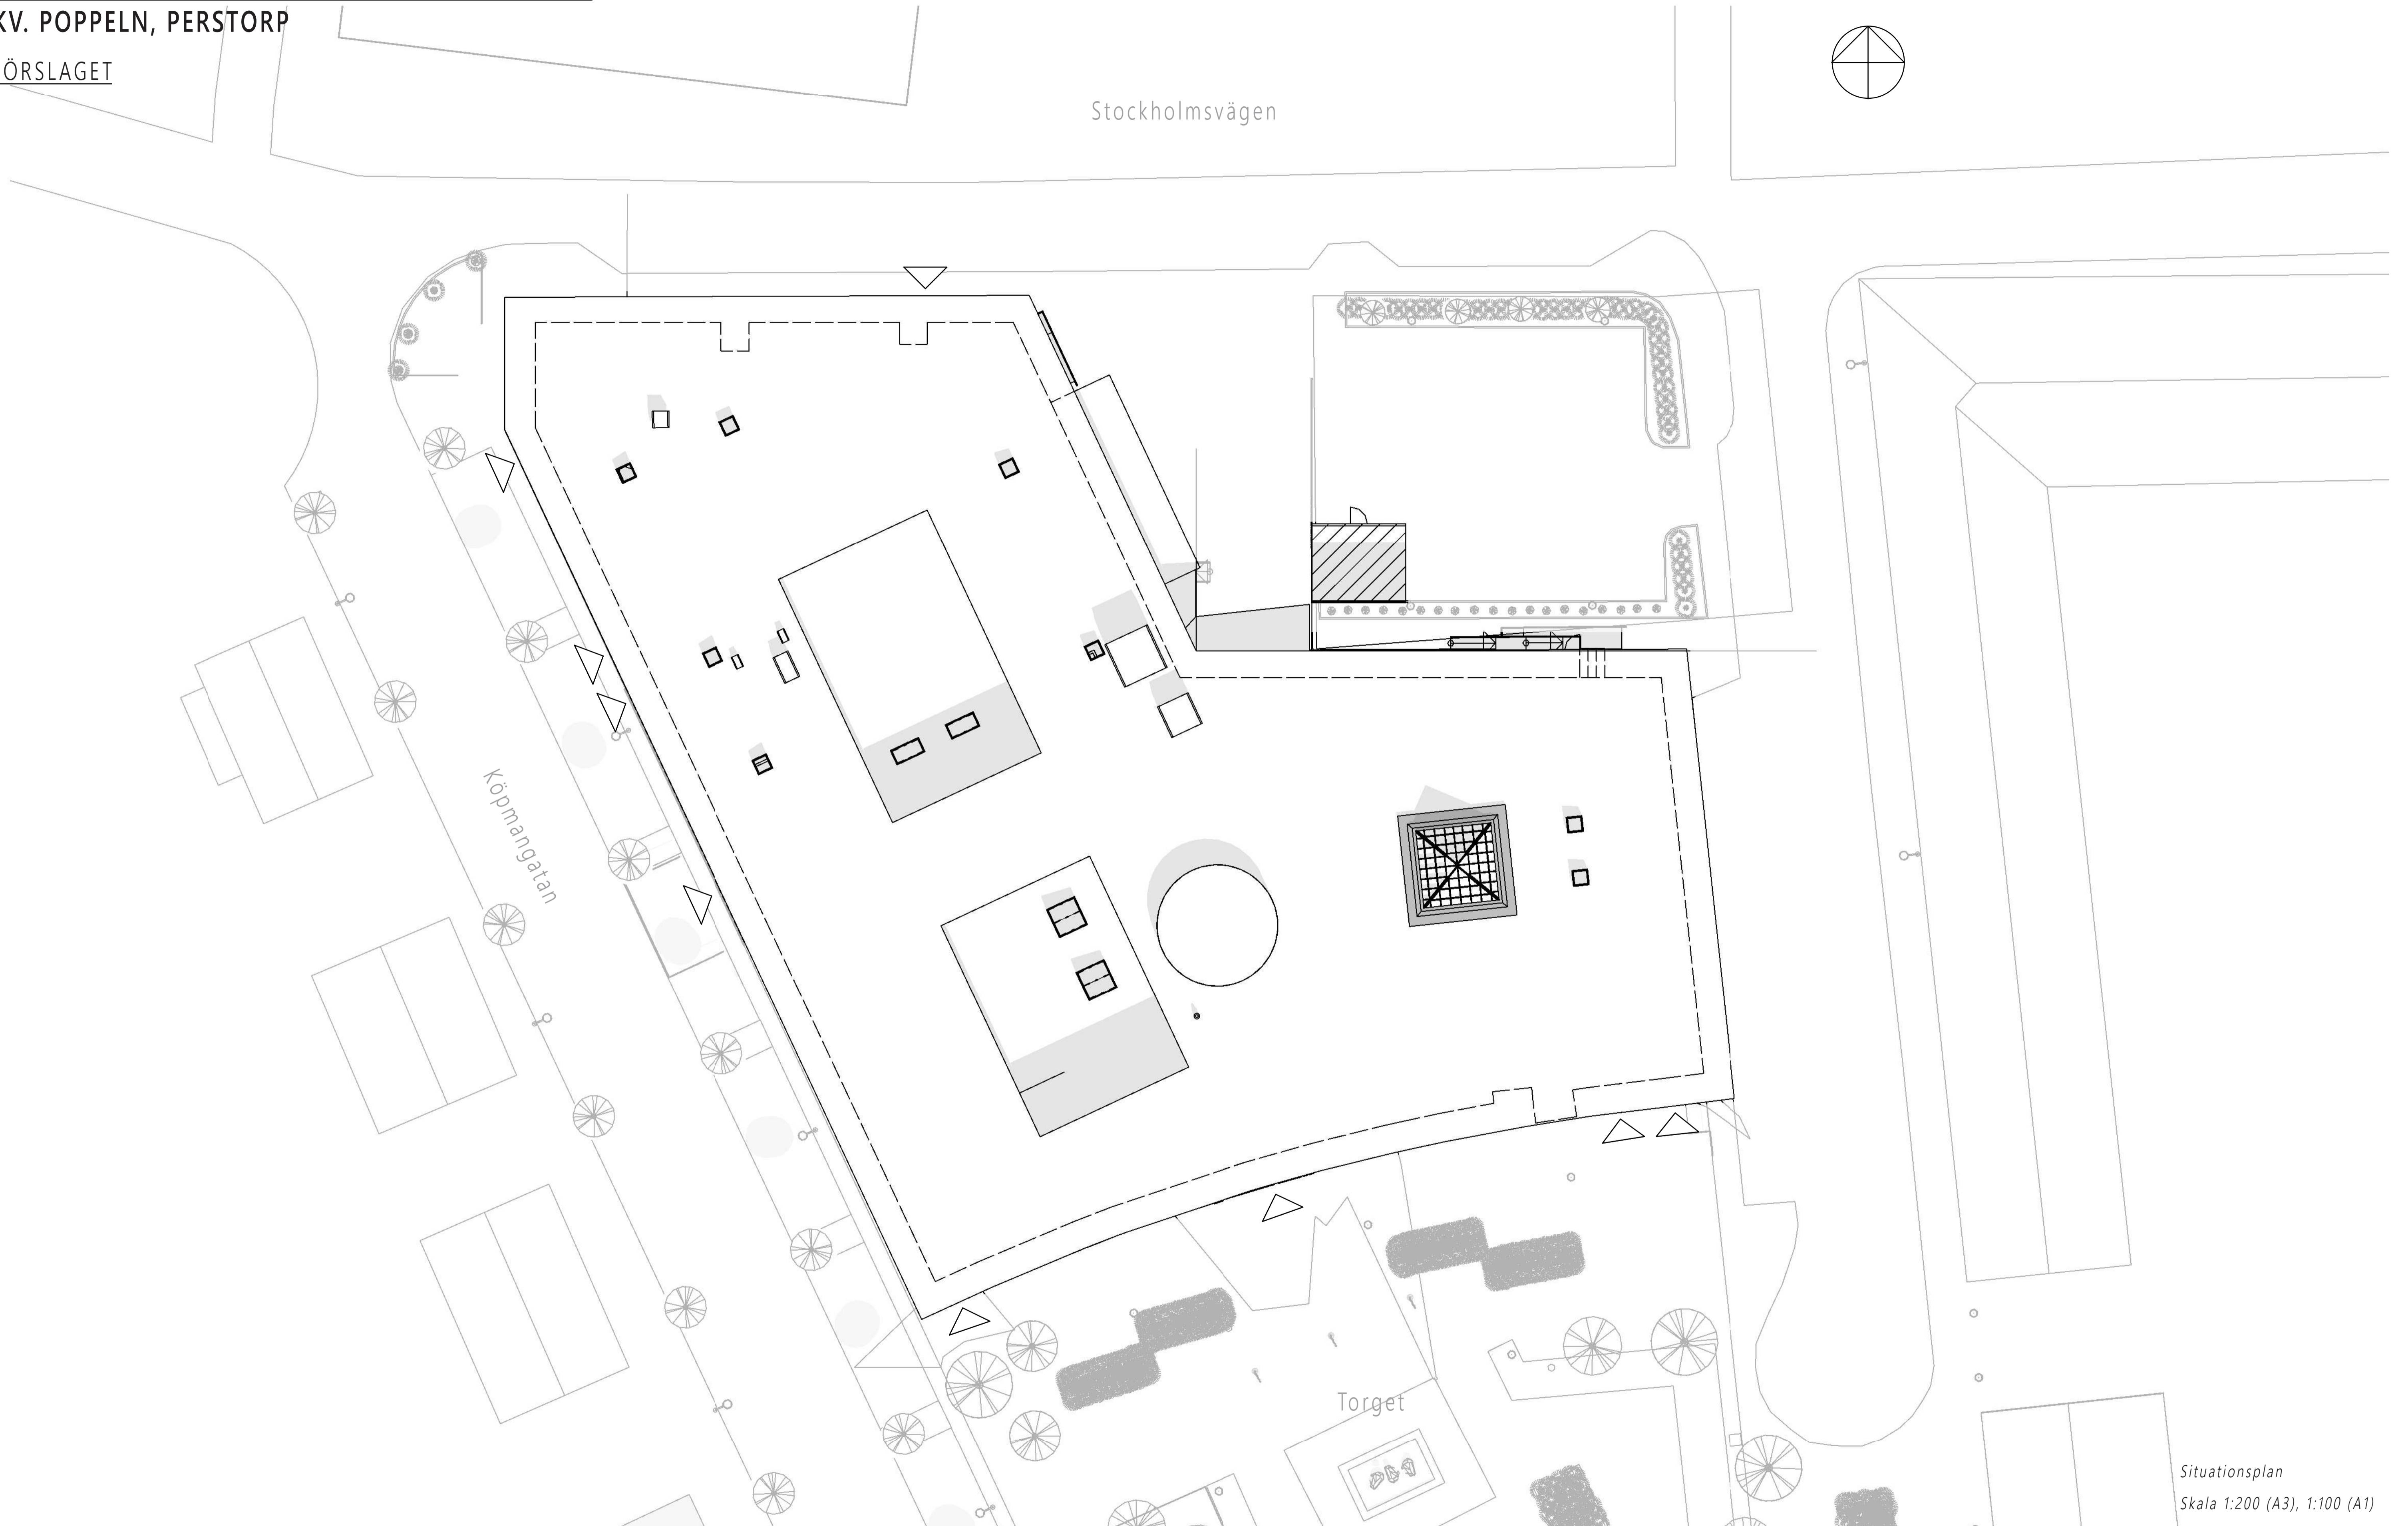 KV. POPPELN, PERSTORP
ÖRSLAGET
Stockholmsvägen
Köpmangatan
Torget
Situationsplan
Skala 1:200 (A3), 1:100 (A1)